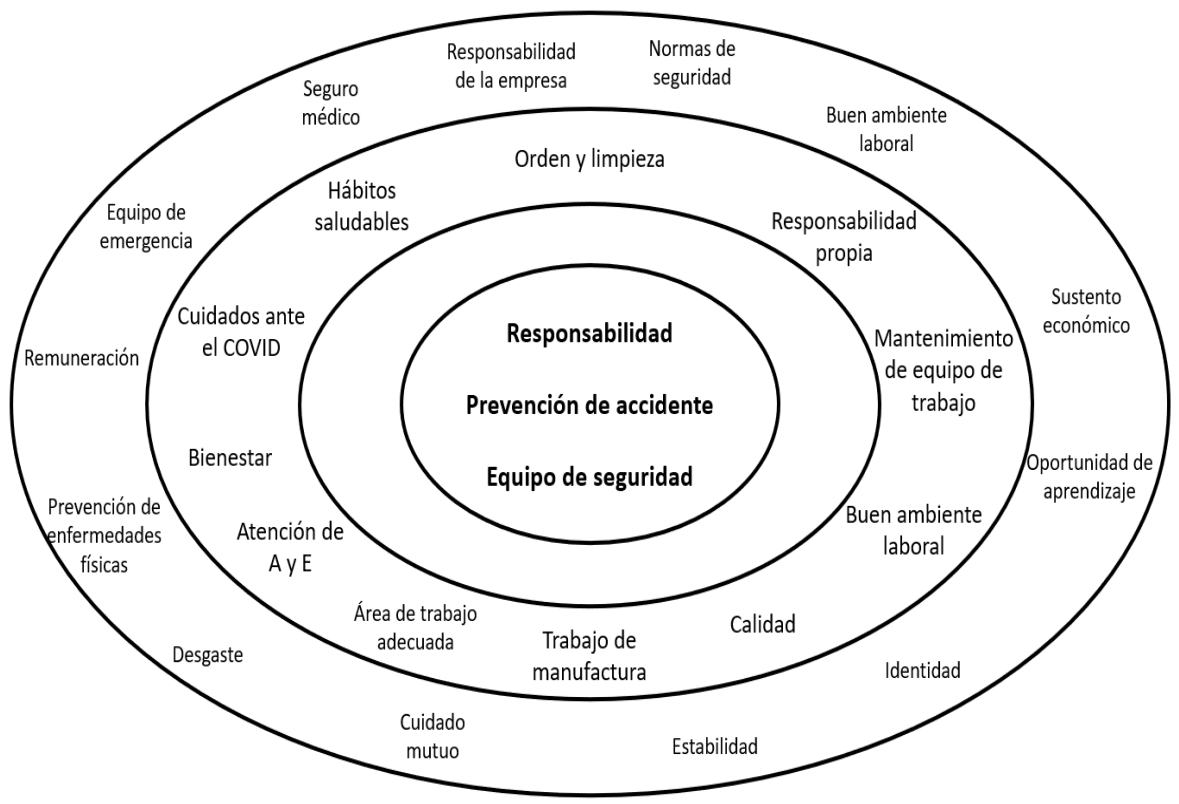 Responsabilidad
de la empresa
Normas de
seguridad
Seguro
médico
Buen ambiente
laboral
Equipo de
emergencia
Sustento
económico
Remuneración
Oportunidad de
aprendizaje
Prevención de
enfermedades
físicas
Desgaste
Identidad
Cuidado
mutuo
Estabilidad
Orden y limpieza
Hábitos
saludables
Responsabilidad
propia
Cuidados ante
el COVID
Mantenimiento
de equipo de
trabajo
Bienestar
Buen ambiente
laboral
Atención de
A y E
Área de trabajo
adecuada
Trabajo de
manufactura
Calidad
Responsabilidad
Prevención de accidente
Equipo de seguridad